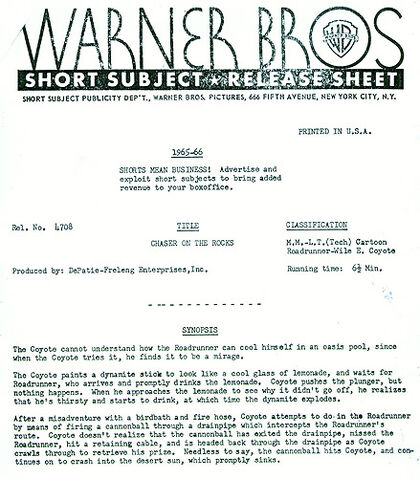 WARNER BROS
WB
SHORT SUBJECT ★ RELEASE SHEET
SHORT SUBJECT PUBLICITY DEP'T., WARNER BROS. PICTURES, 666 FIFTH AVENUE, NEW YORK CITY, N.Y.
PRINTED IN U.S.A.
1965-66
SHORTS MEAN BUSINESS! Advertise and
exploit short subjects to bring added
revenue to your boxoffice.
Rel. No. 4708 TITLE CLASSIFICATION
CHASER ON THE ROCKS M.M.-L.T.(Tech) Cartoon
Roadrunner-Wile E. Coyote
Produced by: DePatie-Freleng Enterprises,Inc. Running time: 6½ Min.
- - - - - - - - - - - -
SYNOPSIS
The Coyote cannot understand how the Roadrunner can cool himself in an oasis pool, since
when the Coyote tries it, he finds it to be a mirage.
The Coyote paints a dynamite stick to look like a cool glass of lemonade, and waits for
Roadrunner, who arrives and promptly drinks the lemonade. Coyote pushes the plunger, but
nothing happens. When he approaches the lemonade to see why it didn't go off, he realizes
that he's thirsty and starts to drink, at which time the dynamite explodes.
After a misadventure with a birdbath and fire hose, Coyote attempts to do-in the Roadrunner
by means of firing a cannonball through a drainpipe which intercepts the Roadrunner's
route. Coyote doesn't realize that the cannonball has exited the drainpipe, missed the
Roadrunner, hit a retaining cable, and is headed back through the drainpipe as Coyote
crawls through to retrieve his prize. Needless to say, the cannonball hits Coyote, and con-
tinues on to crash into the desert sun, which promptly sinks.